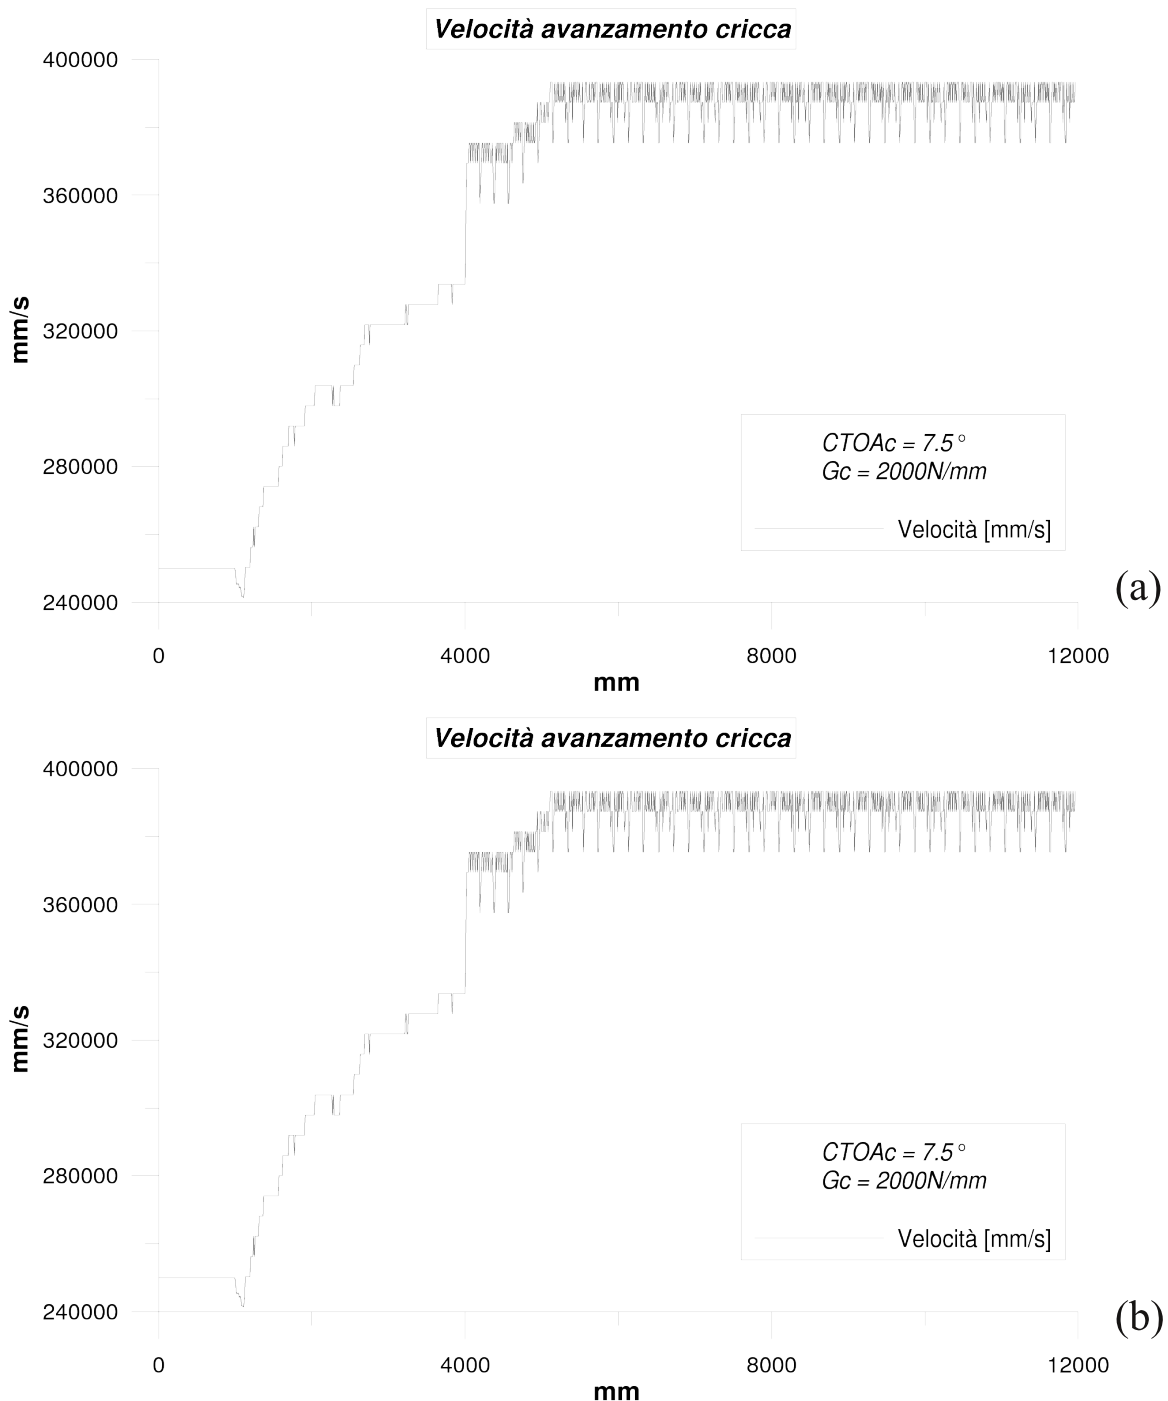 Velocità avanzamento cricca
400000
360000
320000
280000
240000
mm/s
CTOAc = 7.5°
Gc = 2000N/mm
Velocità [mm/s]
(a)
0 4000 8000 12000
mm
Velocità avanzamento cricca
400000
360000
320000
280000
240000
mm/s
CTOAc = 7.5°
Gc = 2000N/mm
Velocità [mm/s]
(b)
0 4000 8000 12000
mm